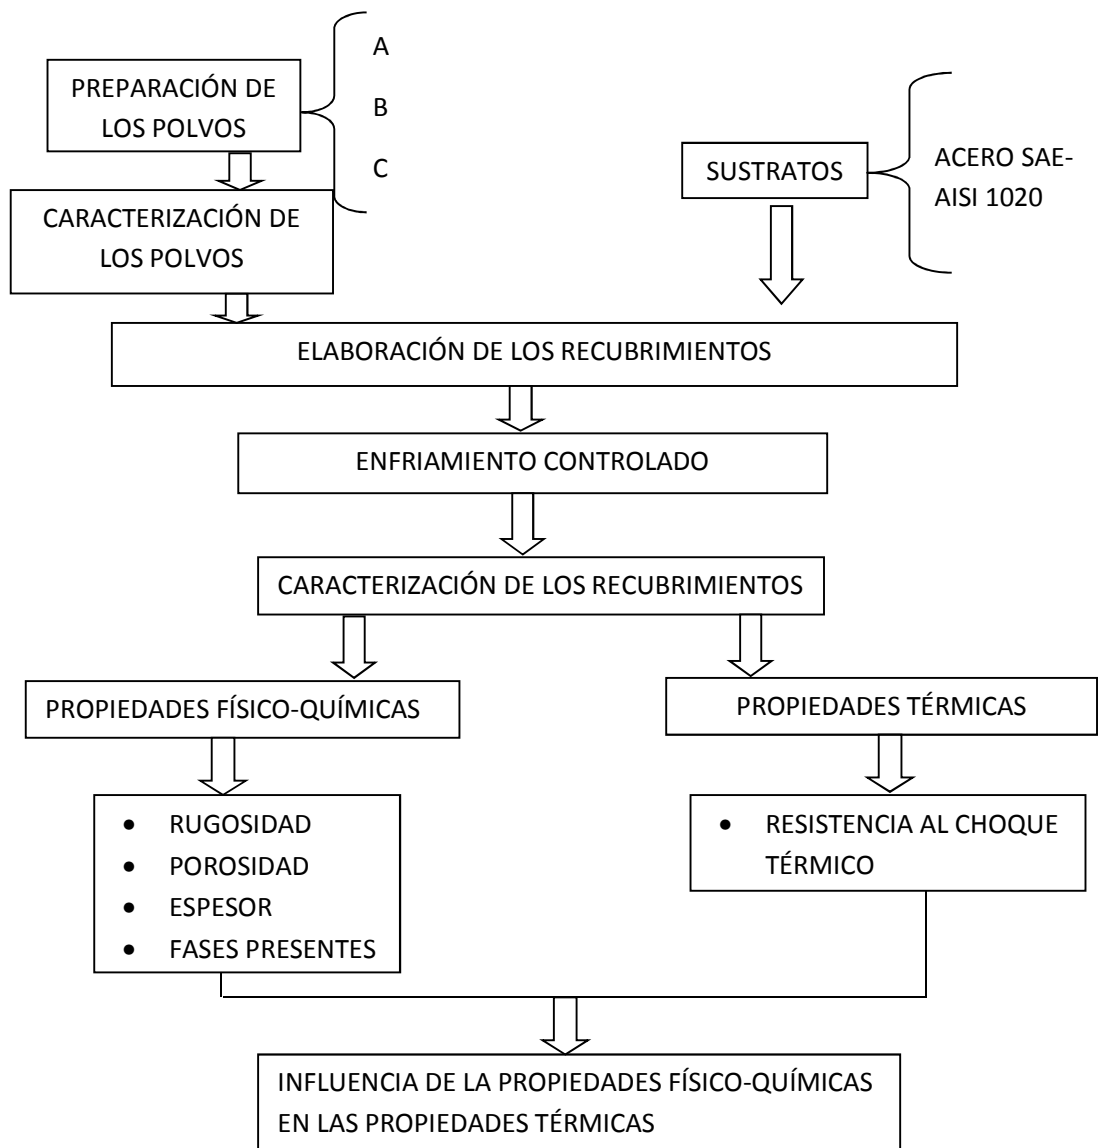 PREPARACIÓN DE
LOS POLVOS
A
B
C
SUSTRATOS
ACERO SAE-
AISI 1020
CARACTERIZACIÓN DE
LOS POLVOS
ELABORACIÓN DE LOS RECUBRIMIENTOS
ENFRIAMIENTO CONTROLADO
CARACTERIZACIÓN DE LOS RECUBRIMIENTOS
PROPIEDADES FÍSICO-QUÍMICAS
PROPIEDADES TÉRMICAS
• RUGOSIDAD
• POROSIDAD
• ESPESOR
• FASES PRESENTES
• RESISTENCIA AL CHOQUE
TÉRMICO
INFLUENCIA DE LA PROPIEDADES FÍSICO-QUÍMICAS
EN LAS PROPIEDADES TÉRMICAS